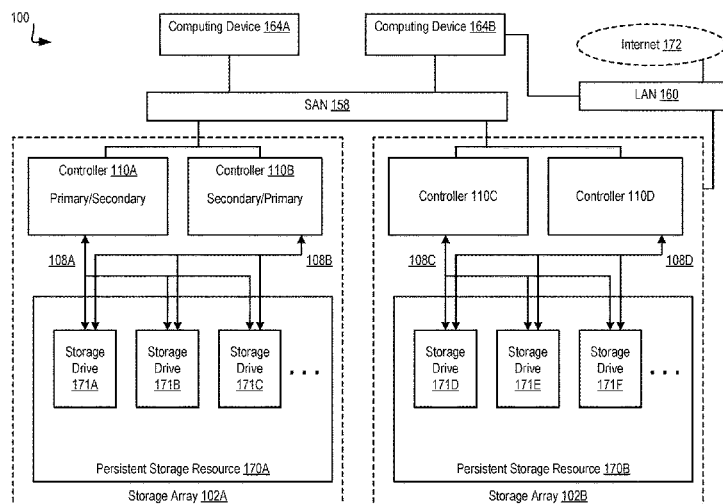 100
Computing Device 164A
Computing Device 164B
Internet 172
SAN 158
LAN 160
Controller 110A
Primary/Secondary
Controller 110B
Secondary/Primary
Controller 110C
Controller 110D
108A
108B
108C
108D
Storage
Drive
171A
Storage
Drive
171B
Storage
Drive
171C
. . .
Storage
Drive
171D
Storage
Drive
171E
Storage
Drive
171F
. . .
Persistent Storage Resource 170A
Persistent Storage Resource 170B
Storage Array 102A
Storage Array 102B